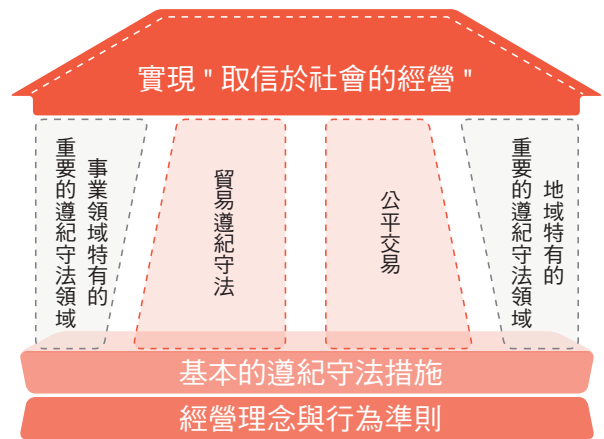 實現 " 取信於社會的經營 "
事業領域特有的
重要的遵紀守法領域
貿易遵紀守法
公平交易
地域特有的
重要的遵紀守法領域
基本的遵紀守法措施
經營理念與行為準則